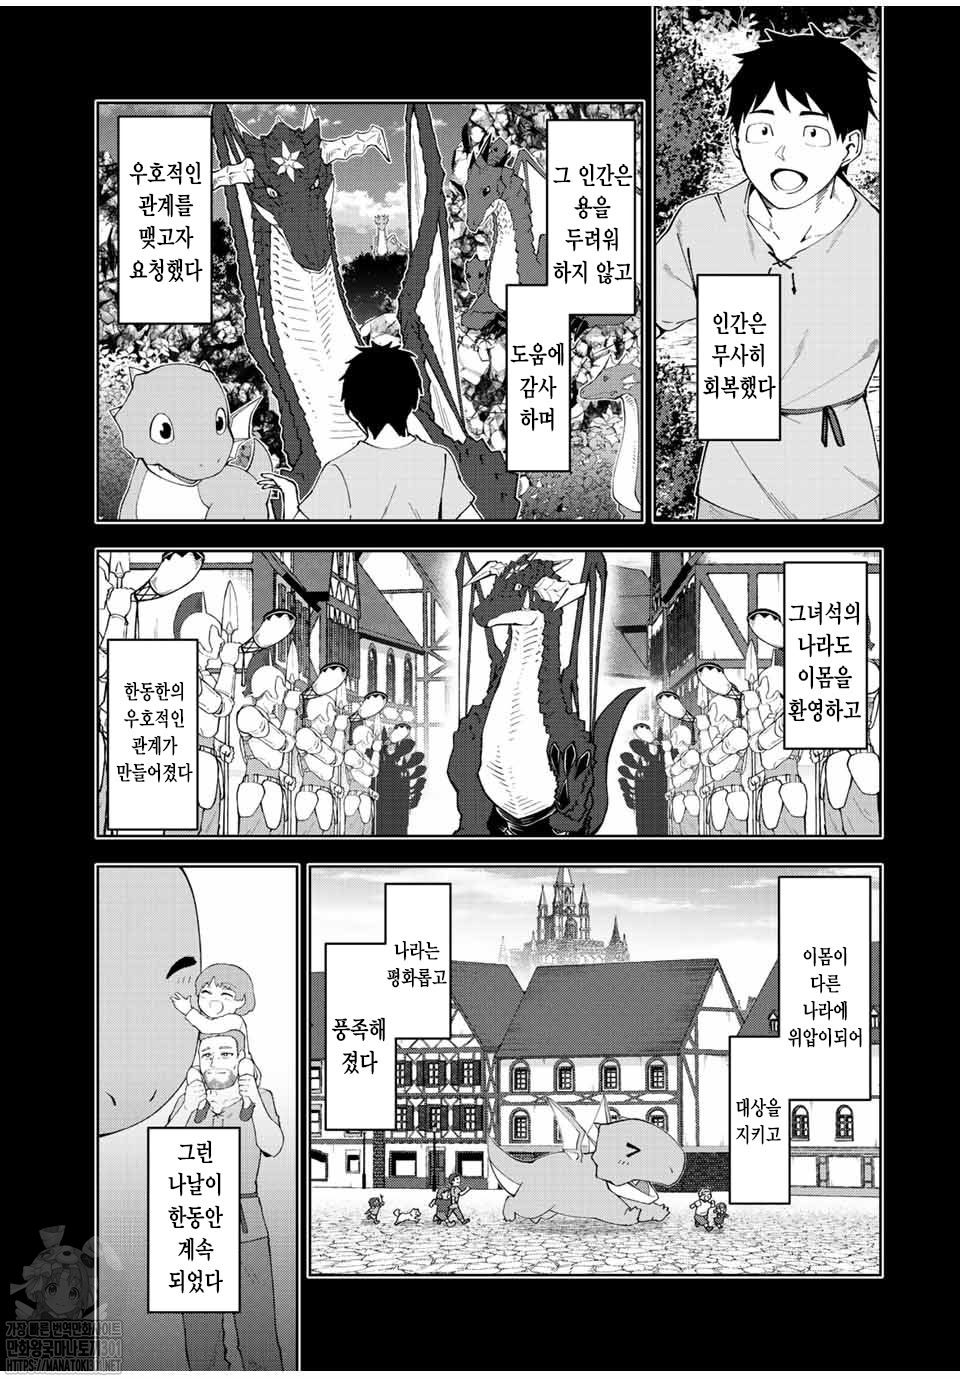 인간은
무사히
회복했다
그 인간은
용을
두려워
하지 않고
도움에
감사
하며
우호적인
관계를
맺고자
요청했다
그녀석의
나라도
이몸을
환영하고
한동한의
우호적인
관계가
만들어졌다
이몸이
다른
나라에
위압이되어
대상을
지키고
나라는
평화롭고
풍족해
졌다
그런
나날이
한동안
계속
되었다
가장 빠른 번역만화사이트
만화왕국마나토끼301
HTTPS://MANATOKI301.NET